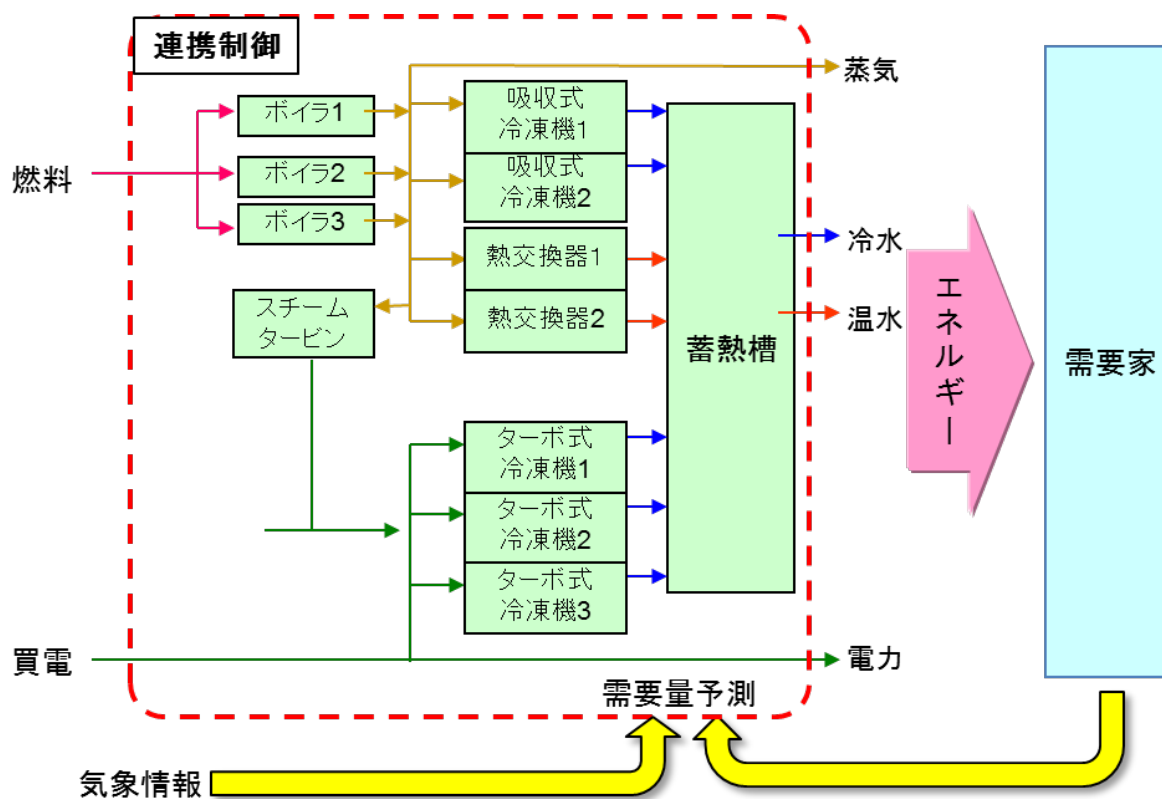 連携制御
蒸気
ボイラ1
吸収式
冷凍機1
燃料
ボイラ2
吸収式
冷凍機2
ボイラ3
冷水
熱交換器1
スチーム
タービン
熱交換器2
温水
蓄熱槽
エネルギー
需要家
ターボ式
冷凍機1
ターボ式
冷凍機2
ターボ式
冷凍機3
買電
電力
需要量予測
気象情報